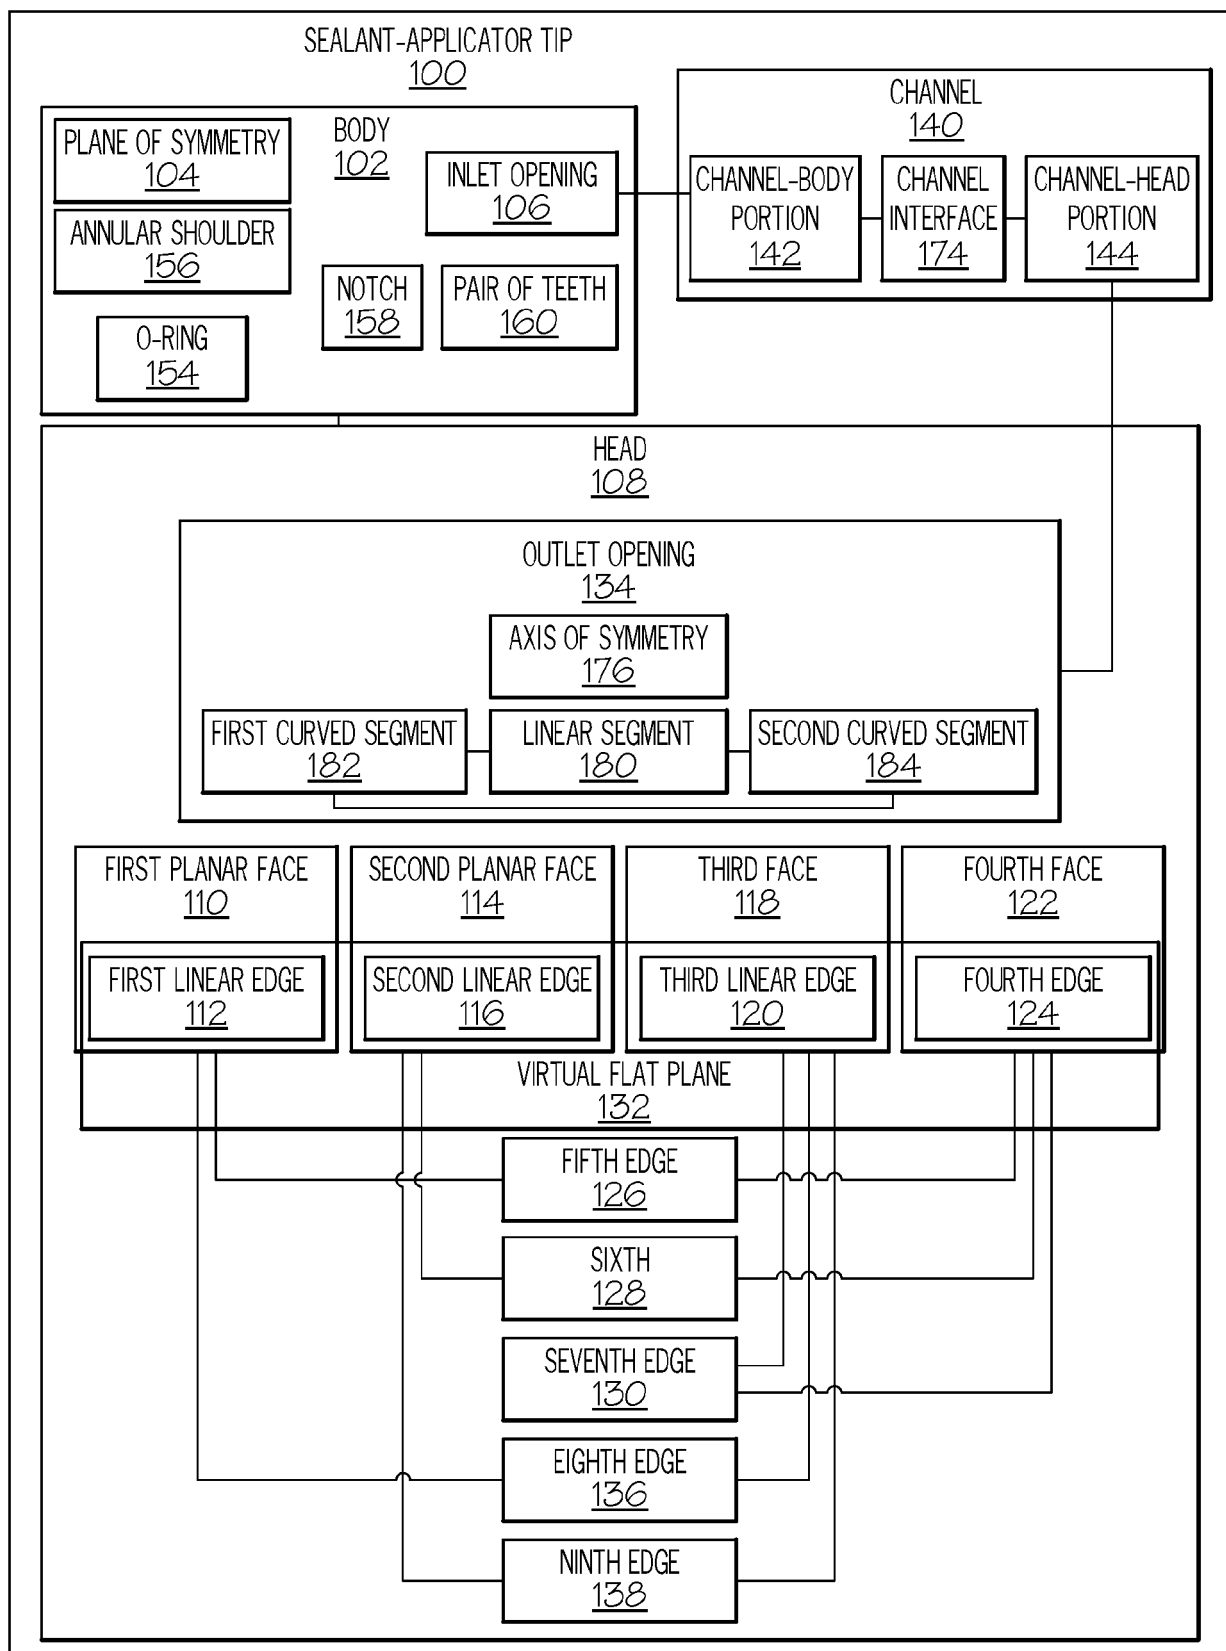 SEALANT-APPLICATOR TIP
100
BODY
102
PLANE OF SYMMETRY
104
INLET OPENING
106
ANNULAR SHOULDER
156
NOTCH
158
PAIR OF TEETH
160
O-RING
154
CHANNEL
140
CHANNEL-BODY
PORTION
142
CHANNEL
INTERFACE
174
CHANNEL-HEAD
PORTION
144
HEAD
108
OUTLET OPENING
134
AXIS OF SYMMETRY
176
FIRST CURVED SEGMENT
182
LINEAR SEGMENT
180
SECOND CURVED SEGMENT
184
FIRST PLANAR FACE
110
SECOND PLANAR FACE
114
THIRD FACE
118
FOURTH FACE
122
FIRST LINEAR EDGE
112
SECOND LINEAR EDGE
116
THIRD LINEAR EDGE
120
FOURTH EDGE
124
VIRTUAL FLAT PLANE
132
FIFTH EDGE
126
SIXTH
128
SEVENTH EDGE
130
EIGHTH EDGE
136
NINTH EDGE
138